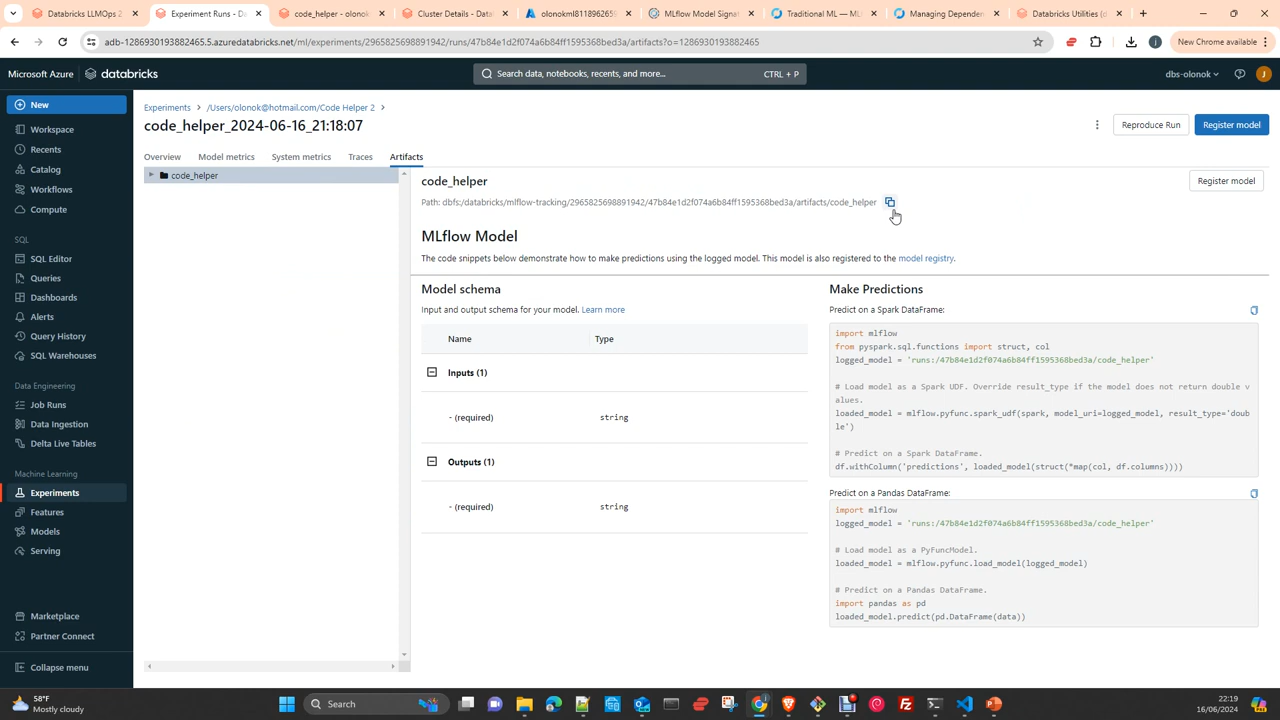 Databricks LLMOps 2
Experiment Runs - Da
code_helper - olonok
Cluster Details - Data
olonokml8118962659
MLflow Model Signat
Traditional ML — ML
Managing Dependen
Databricks Utilities (d
adb-1286930193882465.5.azuredatabricks.net/ml/experiments/2965825698891942/runs/47b84e1d2f074a6b84ff1595368bed3a/artifacts?o=1286930193882465
New Chrome available
Microsoft Azure
databricks
Search data, notebooks, recents, and more...
CTRL + P
dbs-olonok
J
New
Workspace
Recents
Catalog
Workflows
Compute
SQL
SQL Editor
Queries
Dashboards
Alerts
Query History
SQL Warehouses
Data Engineering
Job Runs
Data Ingestion
Delta Live Tables
Machine Learning
Experiments
Features
Models
Serving
Marketplace
Partner Connect
Collapse menu
Experiments > /Users/olonok@hotmail.com/Code Helper 2 >
code_helper_2024-06-16_21:18:07
Reproduce Run
Register model
Overview
Model metrics
System metrics
Traces
Artifacts
code_helper
code_helper
Register model
Path: dbfs:/databricks/mlflow-tracking/2965825698891942/47b84e1d2f074a6b84ff1595368bed3a/artifacts/code_helper
MLflow Model
The code snippets below demonstrate how to make predictions using the logged model. This model is also registered to the model registry.
Model schema
Input and output schema for your model. Learn more
Name
Type
Inputs (1)
- (required)
string
Outputs (1)
- (required)
string
Make Predictions
Predict on a Spark DataFrame:
import mlflow
from pyspark.sql.functions import struct, col
logged_model = 'runs:/47b84e1d2f074a6b84ff1595368bed3a/code_helper'
# Load model as a Spark UDF. Override result_type if the model does not return double v
alues.
loaded_model = mlflow.pyfunc.spark_udf(spark, model_uri=logged_model, result_type='doub
le')
# Predict on a Spark DataFrame.
df.withColumn('predictions', loaded_model(struct(*map(col, df.columns))))
Predict on a Pandas DataFrame:
import mlflow
logged_model = 'runs:/47b84e1d2f074a6b84ff1595368bed3a/code_helper'
# Load model as a PyFuncModel.
loaded_model = mlflow.pyfunc.load_model(logged_model)
# Predict on a Pandas DataFrame.
import pandas as pd
loaded_model.predict(pd.DataFrame(data))
58°F
Mostly cloudy
Search
22:19
16/06/2024